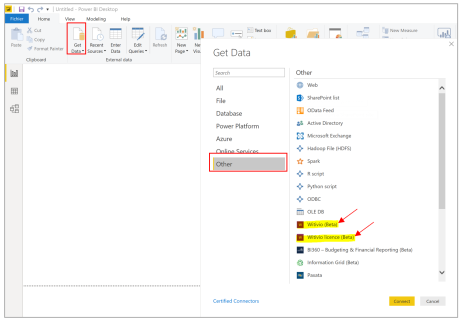 Untitled - Power BI Desktop
File Home View Modeling Help
Paste
Cut
Copy
Format Painter
Clipboard
Get Data
Recent Sources
Enter Data
Edit Queries
Refresh
External data
New Page
New
Text box
New Measure
Get Data
Search
All
File
Database
Power Platform
Azure
Online Services
Other
Other
Web
SharePoint list
OData Feed
Active Directory
Microsoft Exchange
Hadoop File (HDFS)
Spark
R script
Python script
ODBC
OLE DB
Witivio (Beta)
Witivio licence (Beta)
BI360 - Budgeting & Financial Reporting (Beta)
Information Grid (Beta)
Paxata
Certified Connectors
Connect
Cancel